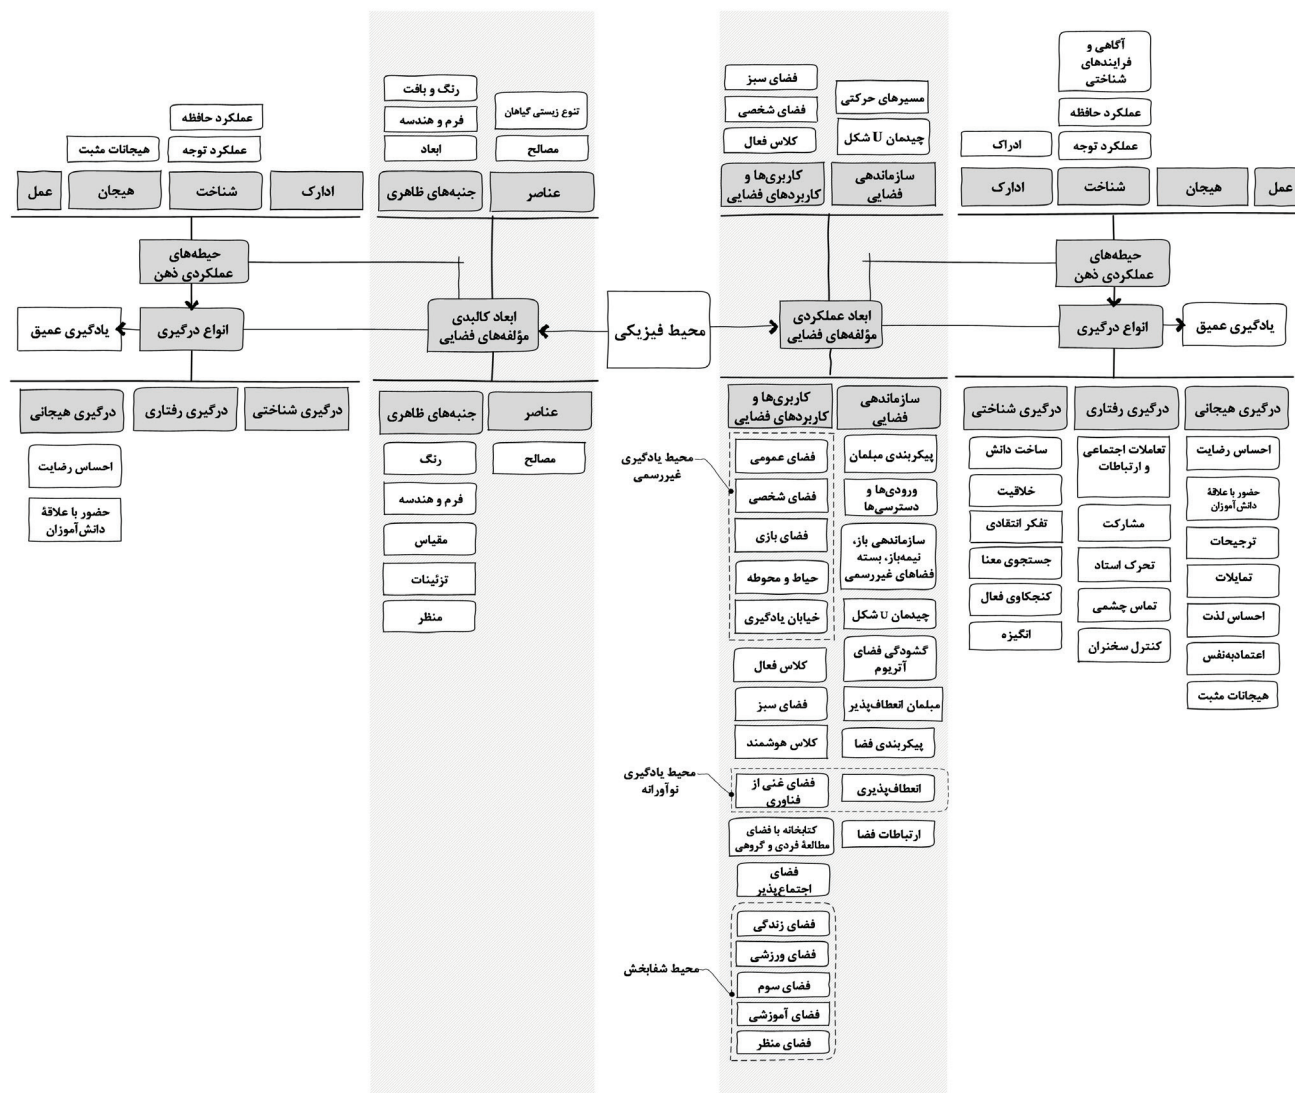 آگاهی و
فرایندهای
شناختی
عملکرد حافظه
عملکرد توجه
ادراک
عمل
هیجان
شناخت
ادارک
حیطه‌های
عملکردی ذهن
انواع درگیری
یادگیری عمیق
درگیری هیجانی
درگیری رفتاری
درگیری شناختی
احساس رضایت
حضور با علاقهٔ
دانش‌آموزان
ترجیحات
تمایلات
احساس لذت
اعتمادبه‌نفس
هیجانات مثبت
تعاملات اجتماعی
و ارتباطات
مشارکت
تحرک استاد
تماس چشمی
کنترل سخنران
ساخت دانش
خلاقیت
تفکر انتقادی
جستجوی معنا
کنجکاوی فعال
انگیزه
مسیرهای حرکتی
چیدمان U شکل
سازماندهی
فضایی
فضای سبز
فضای شخصی
کلاس فعال
کاربری‌ها و
کاربردهای فضایی
ابعاد عملکردی
مؤلفه‌های فضایی
سازماندهی
فضایی
پیکربندی مبلمان
ورودی‌ها و
دسترسی‌ها
سازماندهی باز،
نیمه‌باز، بسته
فضاهای غیررسمی
چیدمان U شکل
گشودگی فضای
آتریوم
مبلمان انعطاف‌پذیر
پیکربندی فضا
انعطاف‌پذیری
ارتباطات فضا
کاربری‌ها و
کاربردهای فضایی
فضای عمومی
فضای شخصی
فضای بازی
حیاط و محوطه
خیابان یادگیری
کلاس فعال
فضای سبز
کلاس هوشمند
فضای غنی از
فناوری
کتابخانه با فضای
مطالعهٔ فردی و گروهی
فضای
اجتماع‌پذیر
فضای زندگی
فضای ورزشی
فضای سوم
فضای آموزشی
فضای منظر
محیط یادگیری
غیررسمی
محیط یادگیری
نوآورانه
محیط شفابخش
محیط فیزیکی
تنوع زیستی گیاهان
مصالح
عناصر
رنگ و بافت
فرم و هندسه
ابعاد
جنبه‌های ظاهری
ابعاد کالبدی
مؤلفه‌های فضایی
عناصر
مصالح
جنبه‌های ظاهری
رنگ
فرم و هندسه
مقیاس
تزئینات
منظر
عملکرد حافظه
عملکرد توجه
هیجانات مثبت
ادارک
شناخت
هیجان
عمل
حیطه‌های
عملکردی ذهن
انواع درگیری
یادگیری عمیق
درگیری شناختی
درگیری رفتاری
درگیری هیجانی
احساس رضایت
حضور با علاقهٔ
دانش‌آموزان